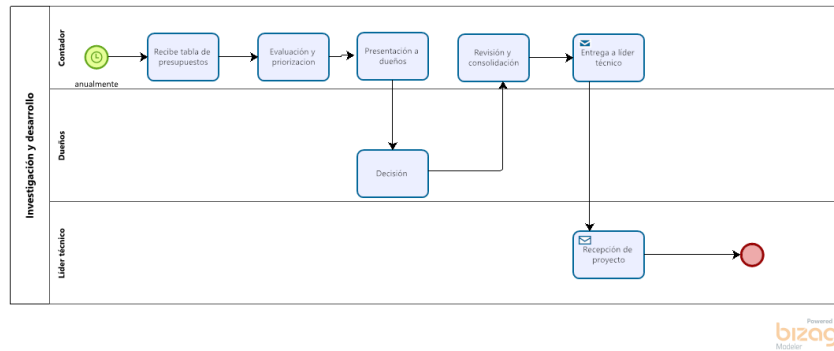 Investigación y desarrollo
Contador
anualmente
Recibe tabla de
presupuestos
Evaluación y
priorizacion
Presentación a
dueños
Revisión y
consolidación
Entrega a líder
técnico
Dueños
Decisión
Líder técnico
Recepción de
proyecto
Powered
bizag
Modeler